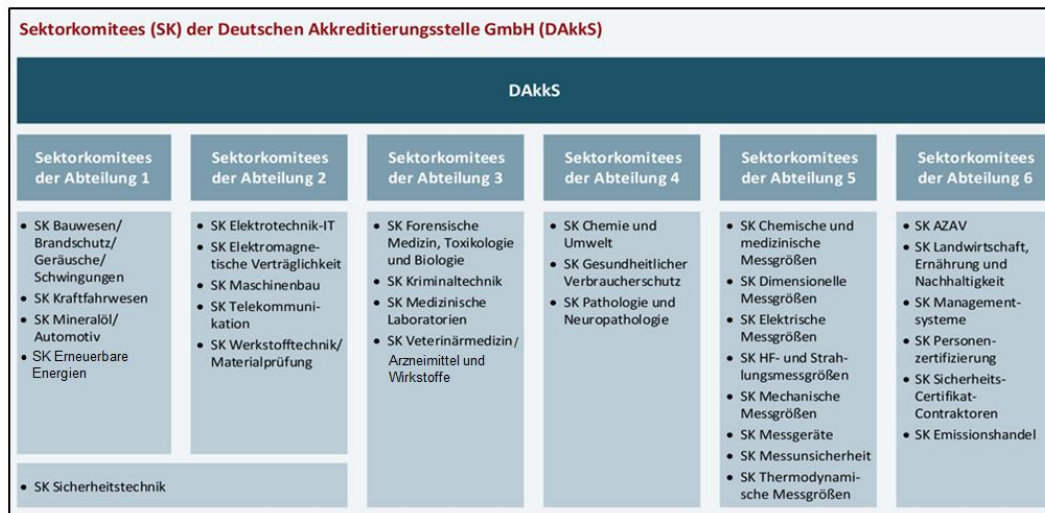 Sektorkomitees (SK) der Deutschen Akkreditierungsstelle GmbH (DAkkS)
DAkkS
Sektorkomitees
der Abteilung 1
• SK Bauwesen/
Brandschutz/
Geräusche/
Schwingungen
• SK Kraftfahrwesen
• SK Mineralöl/
Automotiv
• SK Erneuerbare
Energien
Sektorkomitees
der Abteilung 2
• SK Elektrotechnik-IT
• SK Elektromagne-
tische Verträglichkeit
• SK Maschinenbau
• SK Telekommuni-
kation
• SK Werkstofftechnik/
Materialprüfung
• SK Sicherheitstechnik
Sektorkomitees
der Abteilung 3
• SK Forensische
Medizin, Toxikologie
und Biologie
• SK Kriminaltechnik
• SK Medizinische
Laboratorien
• SK Veterinärmedizin/
Arzneimittel und
Wirkstoffe
Sektorkomitees
der Abteilung 4
• SK Chemie und
Umwelt
• SK Gesundheitlicher
Verbraucherschutz
• SK Pathologie und
Neuropathologie
Sektorkomitees
der Abteilung 5
• SK Chemische und
medizinische
Messgrößen
• SK Dimensionelle
Messgrößen
• SK Elektrische
Messgrößen
• SK HF- und Strah-
lungsmessgrößen
• SK Mechanische
Messgrößen
• SK Messgeräte
• SK Messunsicherheit
• SK Thermodynami-
sche Messgrößen
Sektorkomitees
der Abteilung 6
• SK AZAV
• SK Landwirtschaft,
Ernährung und
Nachhaltigkeit
• SK Management-
systeme
• SK Personen-
zertifizierung
• SK Sicherheits-
Certifikat-
Contraktoren
• SK Emissionshandel